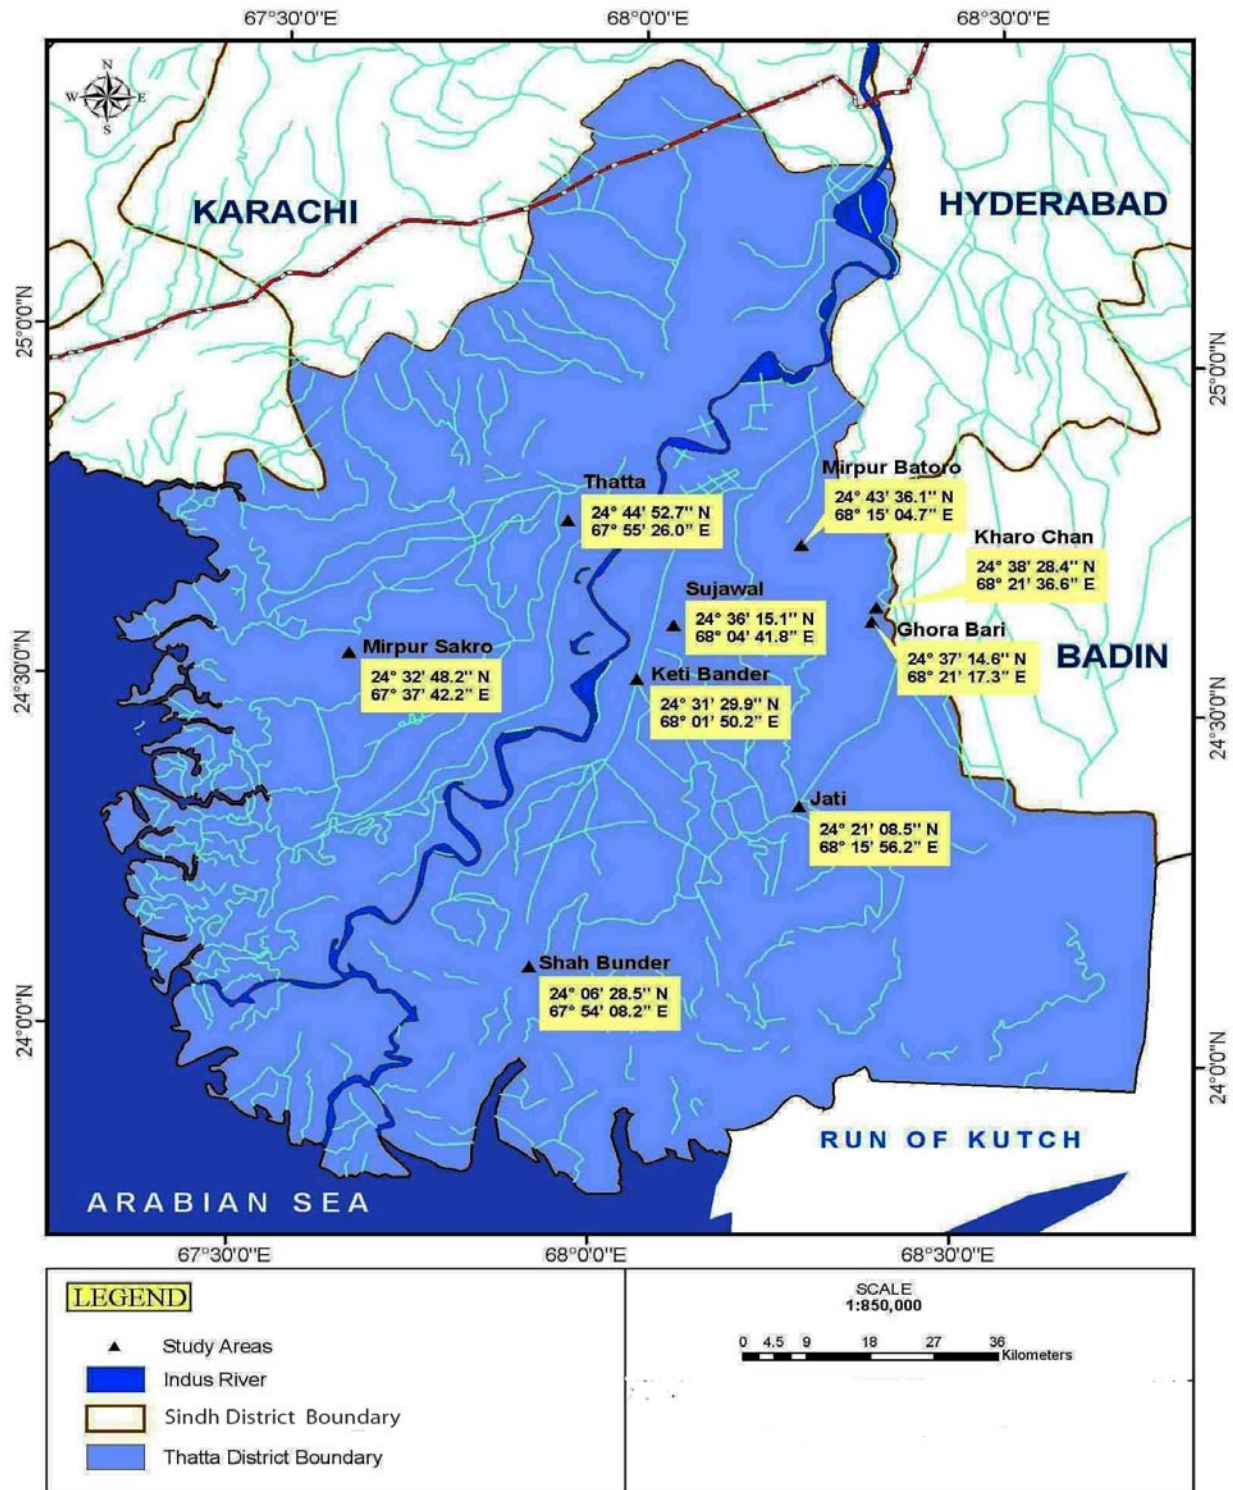 67°30'0"E 68°0'0"E 68°30'0"E
N
W E
S
KARACHI
HYDERABAD
25°0'0"N
25°0'0"N
Mirpur Batoro
24° 43' 36.1" N
68° 15' 04.7" E
Thatta
24° 44' 52.7" N
67° 55' 26.0" E
Kharo Chan
24° 38' 28.4" N
68° 21' 36.6" E
Sujawal
24° 36' 15.1" N
68° 04' 41.8" E
Ghora Bari
24° 37' 14.6" N
68° 21' 17.3" E
BADIN
Mirpur Sakro
24° 32' 48.2" N
67° 37' 42.2" E
24°30'0"N
Keti Bander
24° 31' 29.9" N
68° 01' 50.2" E
24°30'0"N
Jati
24° 21' 08.5" N
68° 15' 56.2" E
Shah Bunder
24° 06' 28.5" N
67° 54' 08.2" E
24°0'0"N
24°0'0"N
RUN OF KUTCH
ARABIAN SEA
67°30'0"E 68°0'0"E 68°30'0"E
LEGEND
Study Areas
Indus River
Sindh District Boundary
Thatta District Boundary
SCALE
1:850,000
0 4.5 9 18 27 36
Kilometers